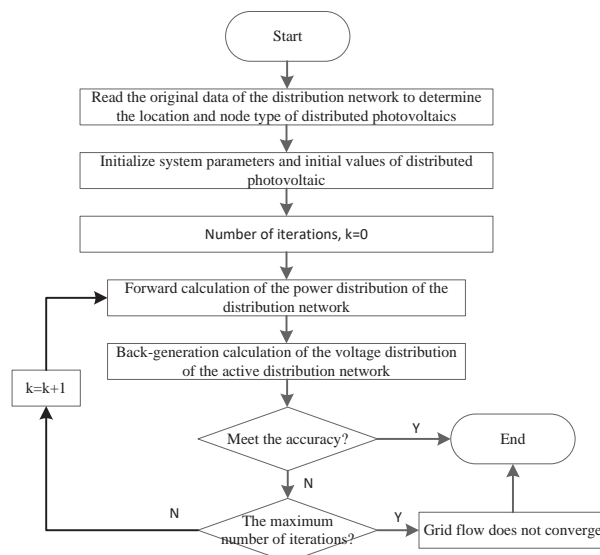 Start
Read the original data of the distribution network to determine
the location and node type of distributed photovoltaics
Initialize system parameters and initial values of distributed
photovoltaic
Number of iterations, k=0
Forward calculation of the power distribution of the
distribution network
Back-generation calculation of the voltage distribution
of the active distribution network
k=k+1
Meet the accuracy?
Y
End
N
N
The maximum
number of iterations?
Y
Grid flow does not converge